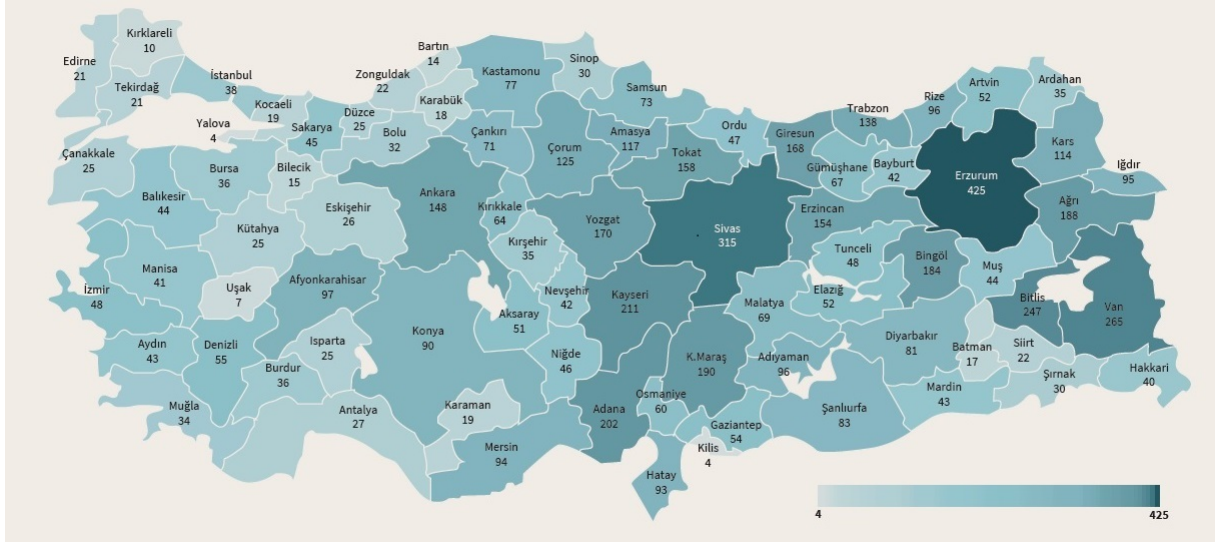 Kırklareli
10
Edirne
21
Tekirdağ
21
İstanbul
38
Kocaeli
19
Yalova
4
Sakarya
45
Düzce
25
Zonguldak
22
Bartın
14
Karabük
18
Bolu
32
Kastamonu
77
Sinop
30
Samsun
73
Çankırı
71
Çorum
125
Amasya
117
Tokat
158
Ordu
47
Giresun
168
Trabzon
138
Rize
96
Artvin
52
Ardahan
35
Kars
114
Iğdır
95
Gümüşhane
67
Bayburt
42
Erzurum
425
Ağrı
188
Çanakkale
25
Balıkesir
44
Bursa
36
Bilecik
15
Eskişehir
26
Kütahya
25
Ankara
148
Kırıkkale
64
Kırşehir
35
Yozgat
170
Sivas
315
Erzincan
154
Tunceli
48
Bingöl
184
Muş
44
Bitlis
247
Van
265
İzmir
48
Manisa
41
Uşak
7
Afyonkarahisar
97
Konya
90
Aksaray
51
Nevşehir
42
Kayseri
211
Malatya
69
Elazığ
52
Diyarbakır
81
Batman
17
Siirt
22
Şırnak
30
Hakkari
40
Aydın
43
Denizli
55
Burdur
36
Isparta
25
Niğde
46
K.Maraş
190
Adıyaman
96
Mardin
43
Şanlıurfa
83
Muğla
34
Antalya
27
Karaman
19
Mersin
94
Adana
202
Osmaniye
60
Gaziantep
54
Kilis
4
Hatay
93
4
425